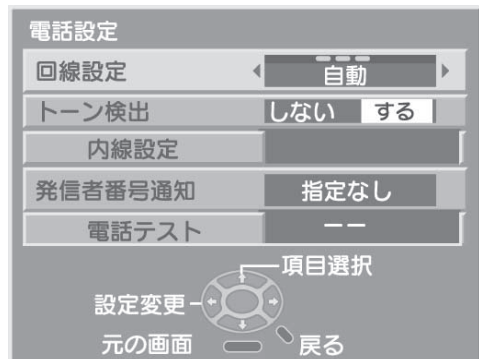 電話設定
回線設定 自動
トーン検出 しない する
内線設定
発信者番号通知 指定なし
電話テスト －－
項目選択
設定変更
元の画面 戻る